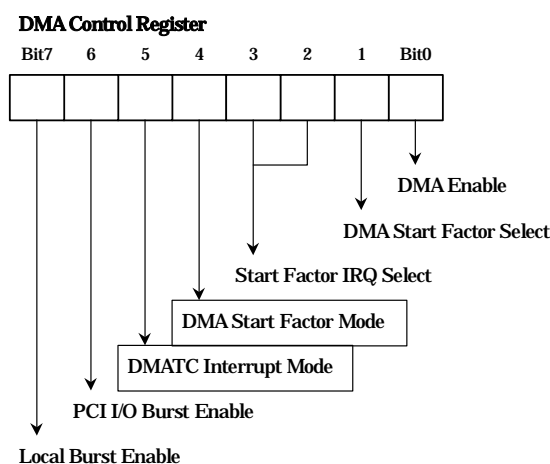 DMA Control Register
Bit7 6 5 4 3 2 1 Bit0
DMA Enable
DMA Start Factor Select
Start Factor IRQ Select
DMA Start Factor Mode
DMATC Interrupt Mode
PCI I/O Burst Enable
Local Burst Enable